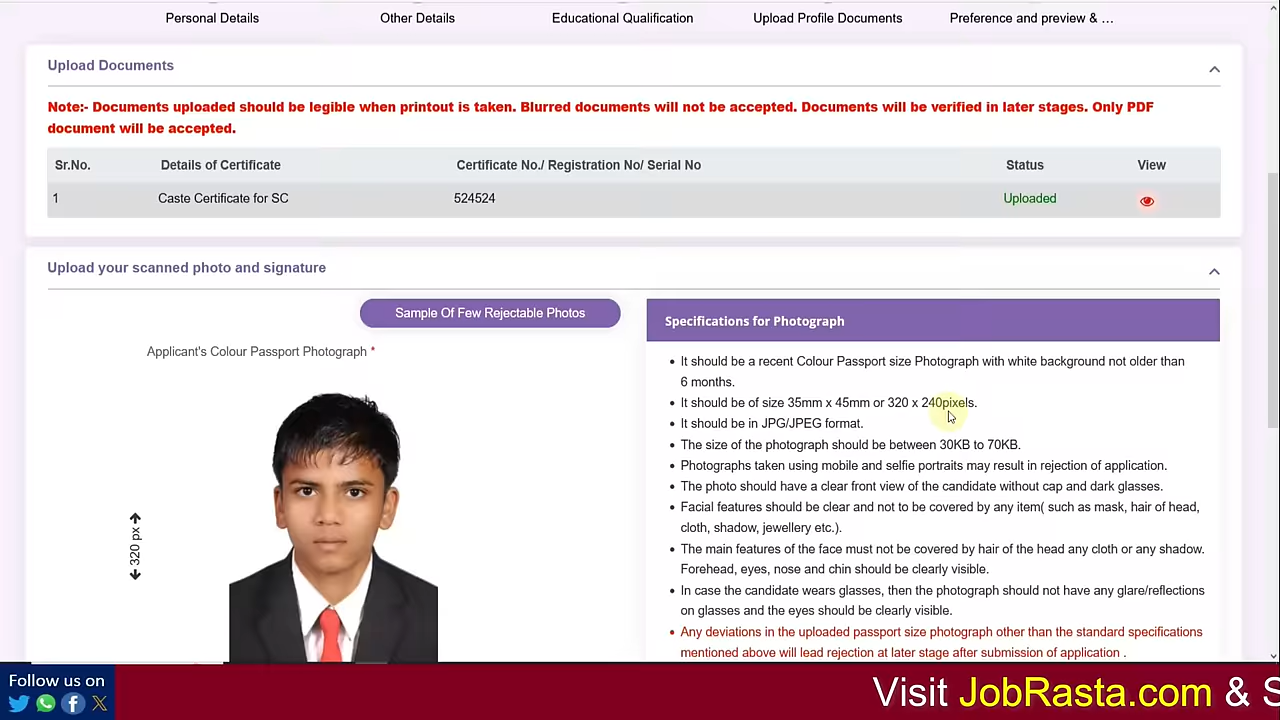 Personal Details Other Details Educational Qualification Upload Profile Documents Preference and preview & ...
Upload Documents
Note:- Documents uploaded should be legible when printout is taken. Blurred documents will not be accepted. Documents will be verified in later stages. Only PDF
document will be accepted.
Sr.No. Details of Certificate Certificate No./ Registration No/ Serial No Status View
1 Caste Certificate for SC 524524 Uploaded
Upload your scanned photo and signature
Sample Of Few Rejectable Photos
Applicant's Colour Passport Photograph *
320 px
Specifications for Photograph
• It should be a recent Colour Passport size Photograph with white background not older than
6 months.
• It should be of size 35mm x 45mm or 320 x 240pixels.
• It should be in JPG/JPEG format.
• The size of the photograph should be between 30KB to 70KB.
• Photographs taken using mobile and selfie portraits may result in rejection of application.
• The photo should have a clear front view of the candidate without cap and dark glasses.
• Facial features should be clear and not to be covered by any item( such as mask, hair of head,
cloth, shadow, jewellery etc.).
• The main features of the face must not be covered by hair of the head any cloth or any shadow.
Forehead, eyes, nose and chin should be clearly visible.
• In case the candidate wears glasses, then the photograph should not have any glare/reflections
on glasses and the eyes should be clearly visible.
• Any deviations in the uploaded passport size photograph other than the standard specifications
mentioned above will lead rejection at later stage after submission of application .
Follow us on
Visit JobRasta.com & S